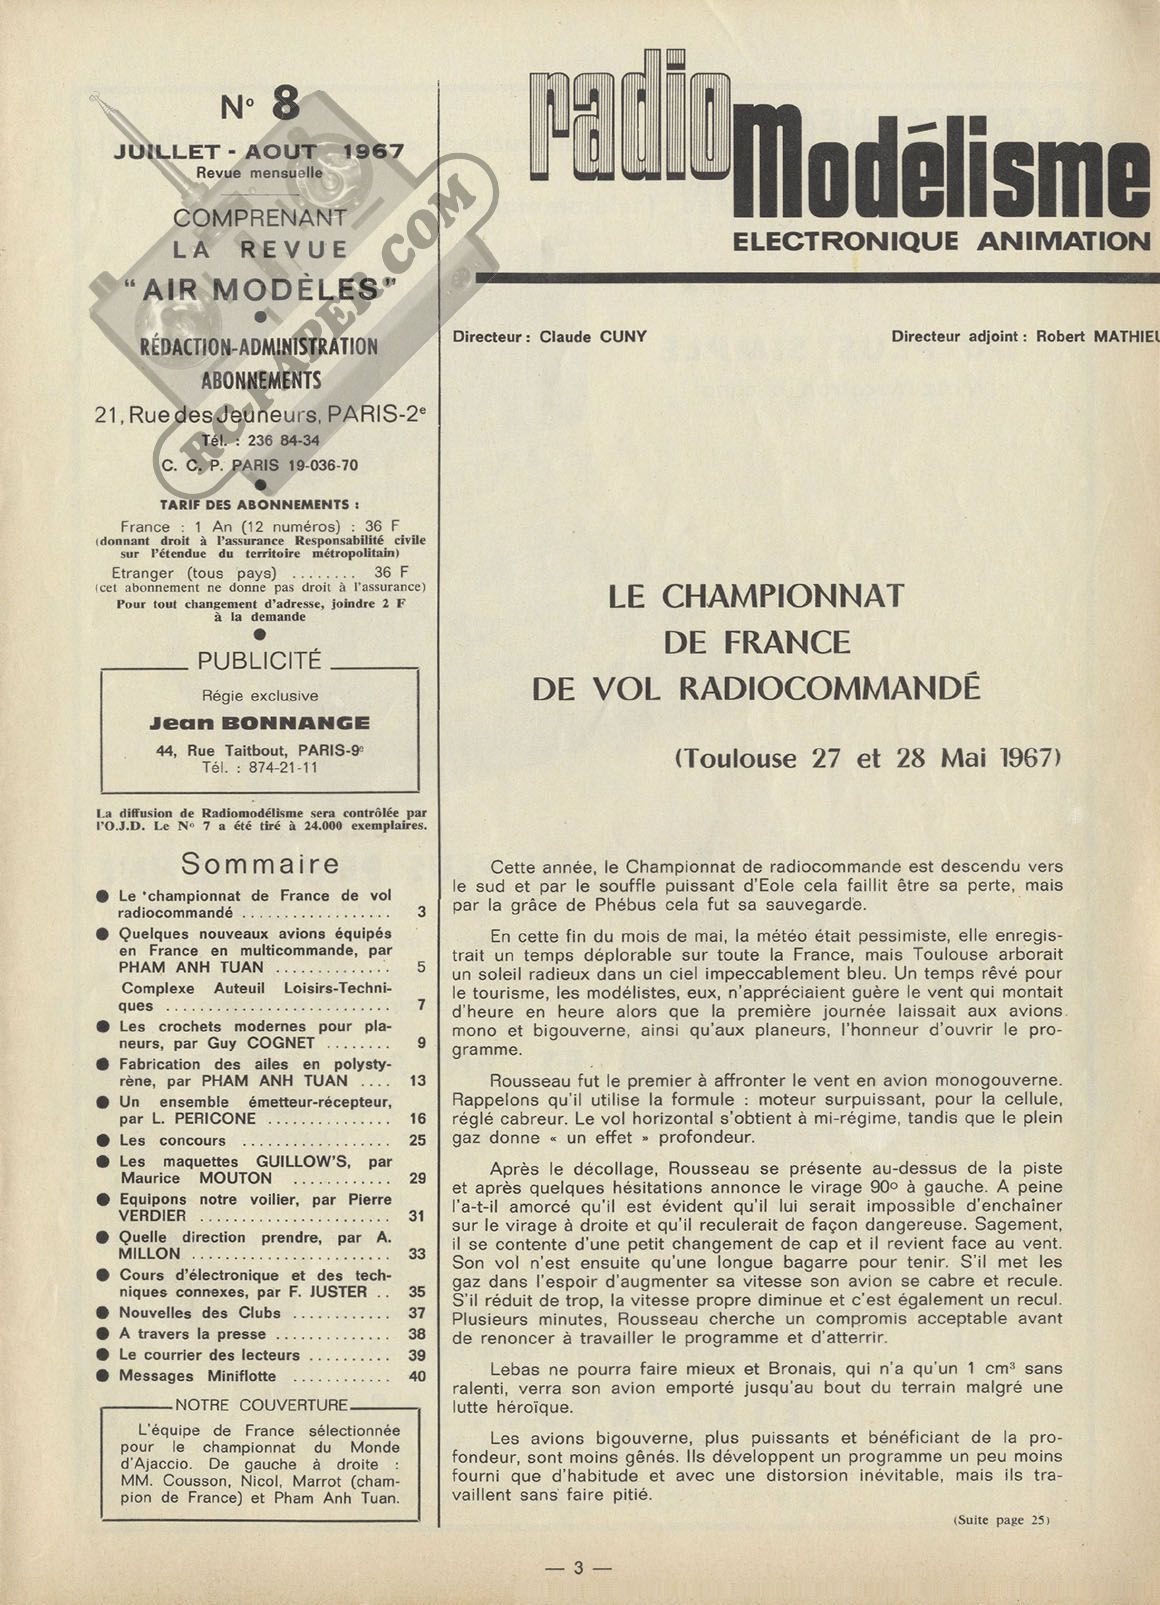 N° 8
JUILLET - AOUT 1967
Revue mensuelle
COMPRENANT
LA REVUE
"AIR MODÈLES"
RÉDACTION-ADMINISTRATION
ABONNEMENTS
21, Rue des Jeuneurs, PARIS-2e
Tél. : 236 84-34
C. C. P. PARIS 19-036-70
TARIF DES ABONNEMENTS :
France : 1 An (12 numéros) : 36 F
(donnant droit à l'assurance Responsabilité civile
sur l'étendue du territoire métropolitain)
Etranger (tous pays) ........ 36 F
(cet abonnement ne donne pas droit à l'assurance)
Pour tout changement d'adresse, joindre 2 F
à la demande
PUBLICITÉ
Régie exclusive
Jean BONNANGE
44, Rue Taitbout, PARIS-9e
Tél. : 874-21-11
La diffusion de Radiomodélisme sera contrôlée par
l'O.J.D. Le No 7 a été tiré à 24.000 exemplaires.
Sommaire
● Le championnat de France de vol
radiocommandé .................. 3
● Quelques nouveaux avions équipés
en France en multicommande, par
PHAM ANH TUAN .............. 5
Complexe Auteuil Loisirs-Techni-
ques ........................... 7
● Les crochets modernes pour pla-
neurs, par Guy COGNET ........ 9
● Fabrication des ailes en polysty-
rène, par PHAM ANH TUAN .... 13
● Un ensemble émetteur-récepteur,
par L. PERICONE ............... 16
● Les concours .................. 25
● Les maquettes GUILLOW'S, par
Maurice MOUTON ............ 29
● Equipons notre voilier, par Pierre
VERDIER ....................... 31
● Quelle direction prendre, par A.
MILLON ........................ 33
● Cours d'électronique et des tech-
niques connexes, par F. JUSTER .. 35
● Nouvelles des Clubs ............ 37
● A travers la presse .............. 38
● Le courrier des lecteurs .......... 39
● Messages Miniflotte ............ 40
NOTRE COUVERTURE
L'équipe de France sélectionnée
pour le championnat du Monde
d'Ajaccio. De gauche à droite :
MM. Cousson, Nicol, Marrot (cham-
pion de France) et Pham Anh Tuan.
RC-PAPER.COM
radio
Modélisme
ELECTRONIQUE ANIMATION
Directeur : Claude CUNY Directeur adjoint : Robert MATHIEU
LE CHAMPIONNAT
DE FRANCE
DE VOL RADIOCOMMANDÉ
(Toulouse 27 et 28 Mai 1967)
Cette année, le Championnat de radiocommande est descendu vers
le sud et par le souffle puissant d'Eole cela faillit être sa perte, mais
par la grâce de Phébus cela fut sa sauvegarde.
En cette fin du mois de mai, la météo était pessimiste, elle enregis-
trait un temps déplorable sur toute la France, mais Toulouse arborait
un soleil radieux dans un ciel impeccablement bleu. Un temps rêvé pour
le tourisme, les modélistes, eux, n'appréciaient guère le vent qui montait
d'heure en heure alors que la première journée laissait aux avions
mono et bigouverne, ainsi qu'aux planeurs, l'honneur d'ouvrir le pro-
gramme.
Rousseau fut le premier à affronter le vent en avion monogouverne.
Rappelons qu'il utilise la formule : moteur surpuissant, pour la cellule,
réglé cabreur. Le vol horizontal s'obtient à mi-régime, tandis que le plein
gaz donne « un effet » profondeur.
Après le décollage, Rousseau se présente au-dessus de la piste
et après quelques hésitations annonce le virage 90o à gauche. A peine
l'a-t-il amorcé qu'il est évident qu'il lui serait impossible d'enchaîner
sur le virage à droite et qu'il reculerait de façon dangereuse. Sagement,
il se contente d'une petit changement de cap et il revient face au vent.
Son vol n'est ensuite qu'une longue bagarre pour tenir. S'il met les
gaz dans l'espoir d'augmenter sa vitesse son avion se cabre et recule.
S'il réduit de trop, la vitesse propre diminue et c'est également un recul.
Plusieurs minutes, Rousseau cherche un compromis acceptable avant
de renoncer à travailler le programme et d'atterrir.
Lebas ne pourra faire mieux et Bronais, qui n'a qu'un 1 cm³ sans
ralenti, verra son avion emporté jusqu'au bout du terrain malgré une
lutte héroïque.
Les avions bigouverne, plus puissants et bénéficiant de la pro-
fondeur, sont moins gênés. Ils développent un programme un peu moins
fourni que d'habitude et avec une distorsion inévitable, mais ils tra-
vaillent sans faire pitié.
(Suite page 25)
— 3 —